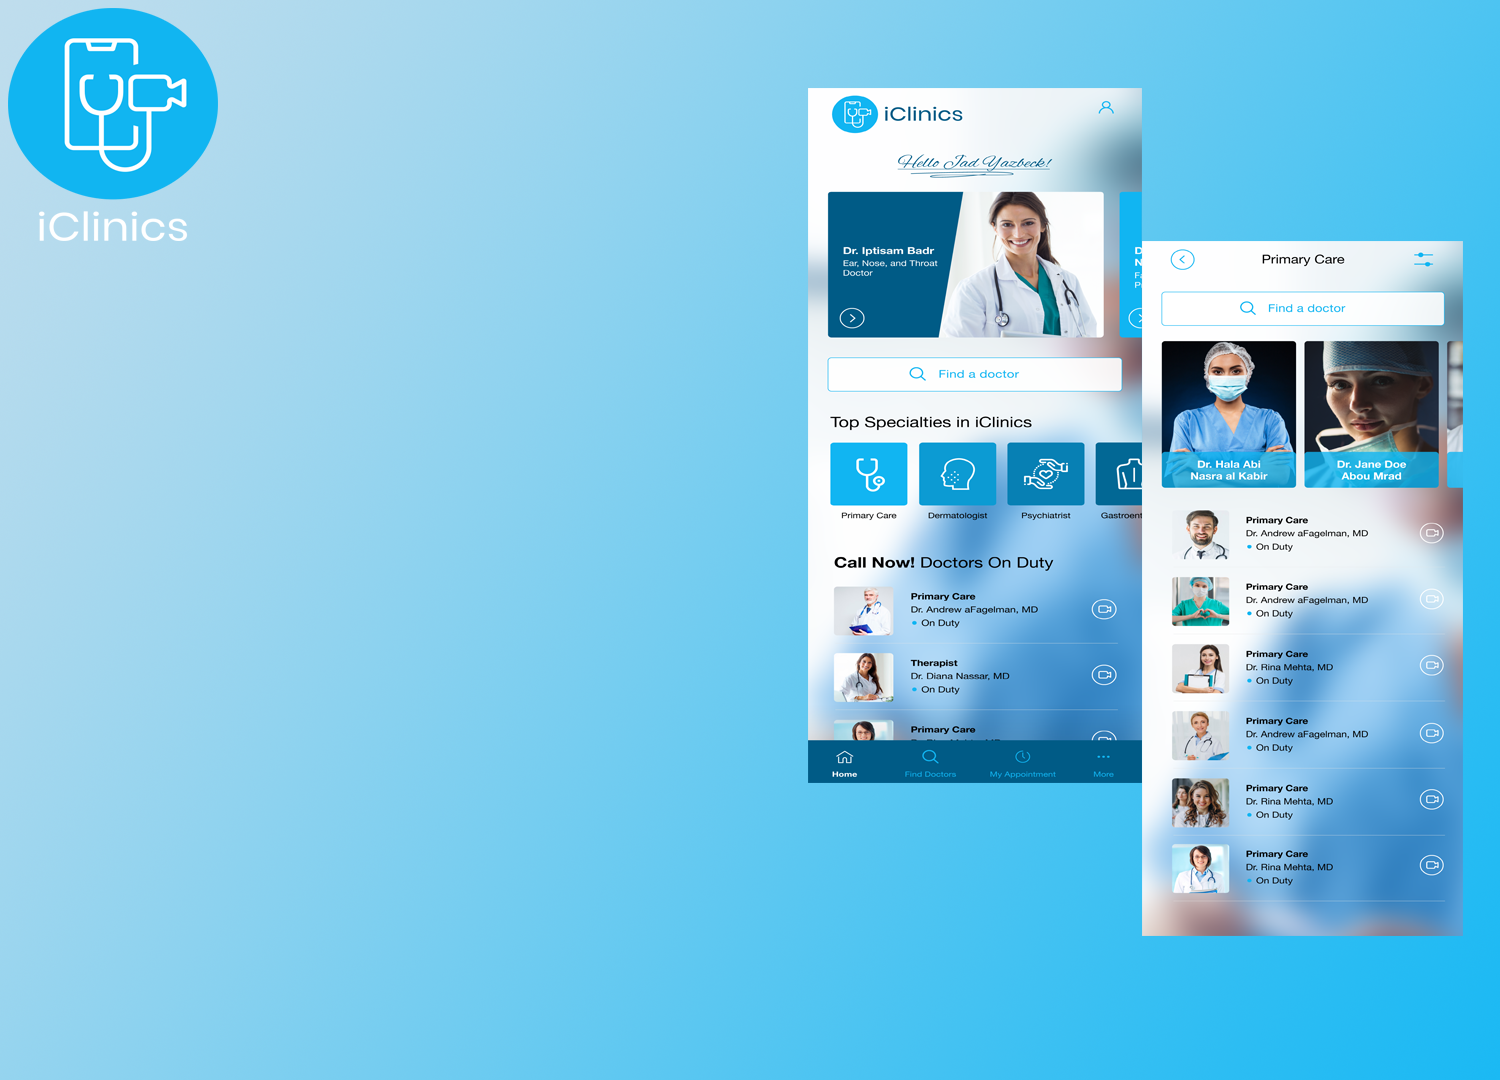 iClinics
iClinics
Hello Jad Yazbeck!
Dr. Iptisam Badr
Ear, Nose, and Throat
Doctor
D
N
Fa
P
Find a doctor
Top Specialties in iClinics
Primary Care
Dermatologist
Psychiatrist
Gastroent
Call Now! Doctors On Duty
Primary Care
Dr. Andrew aFagelman, MD
On Duty
Therapist
Dr. Diana Nassar, MD
On Duty
Primary Care
Home
Find Doctors
My Appointment
More
Primary Care
Find a doctor
Dr. Hala Abi
Nasra al Kabir
Dr. Jane Doe
Abou Mrad
Primary Care
Dr. Andrew aFagelman, MD
On Duty
Primary Care
Dr. Andrew aFagelman, MD
On Duty
Primary Care
Dr. Rina Mehta, MD
On Duty
Primary Care
Dr. Andrew aFagelman, MD
On Duty
Primary Care
Dr. Rina Mehta, MD
On Duty
Primary Care
Dr. Rina Mehta, MD
On Duty